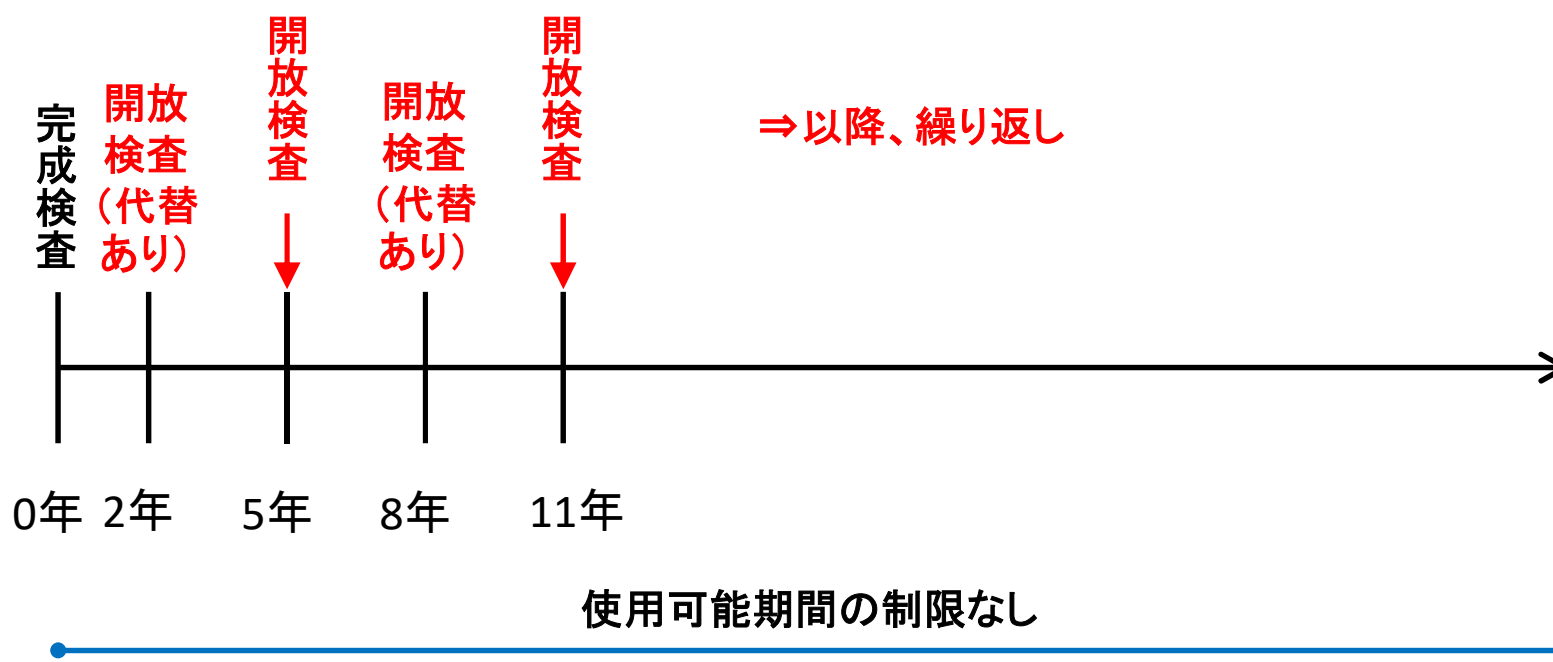 完成検査
開放
検査
(代替
あり)
開放検査
開放
検査
(代替
あり)
開放検査
⇒以降、繰り返し
0年
2年
5年
8年
11年
使用可能期間の制限なし